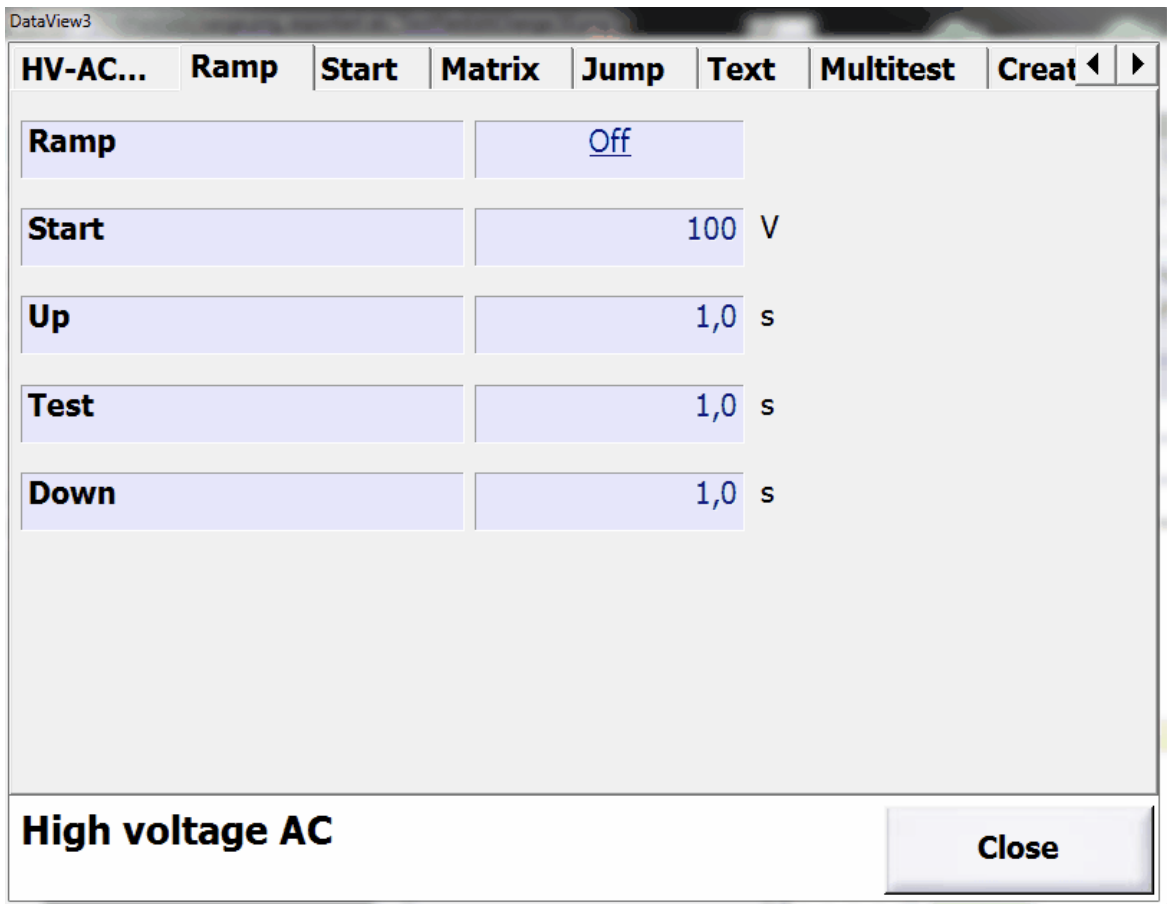 DataView3
HV-AC... Ramp Start Matrix Jump Text Multitest Creat
Ramp Off
Start 100 V
Up 1,0 s
Test 1,0 s
Down 1,0 s
High voltage AC
Close